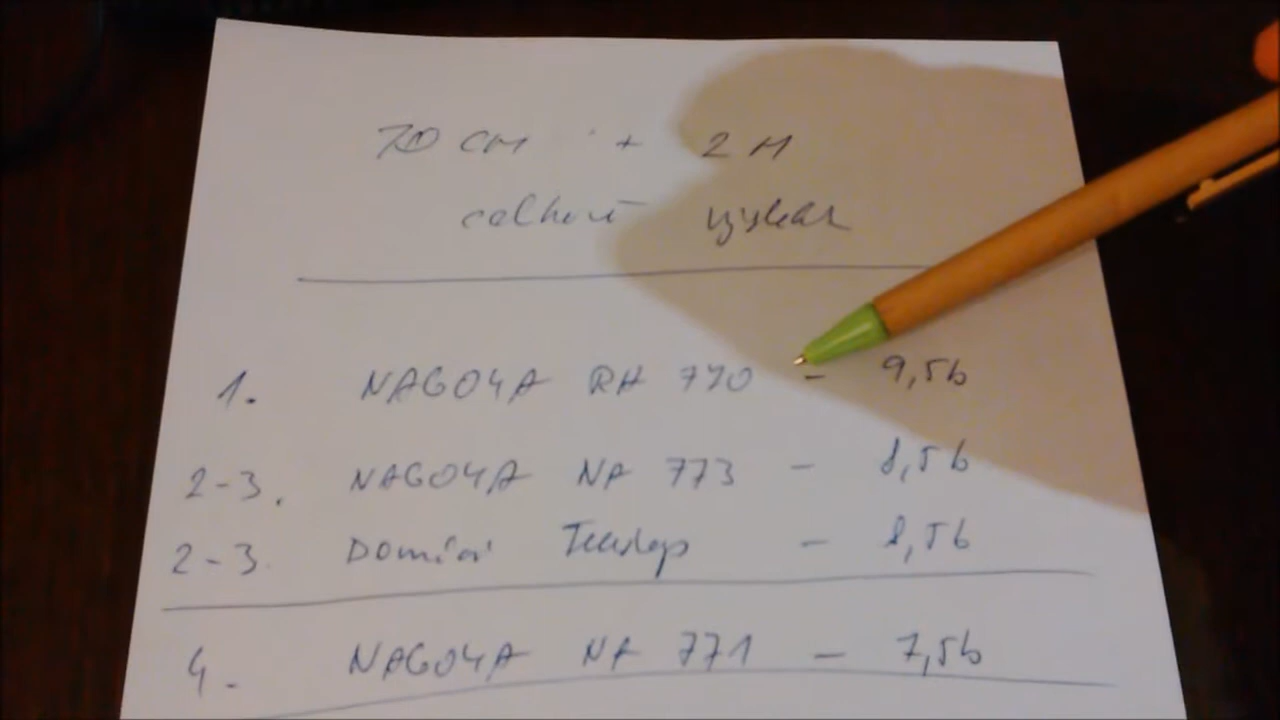 70 CM + 2 M
celkový výsled
1. NAGOYA RH 770 - 9,5b
2-3. NAGOYA NA 773 - 8,5b
2-3. Domácí Teleskop - 8,5b
4. NAGOYA NA 771 - 7,5b